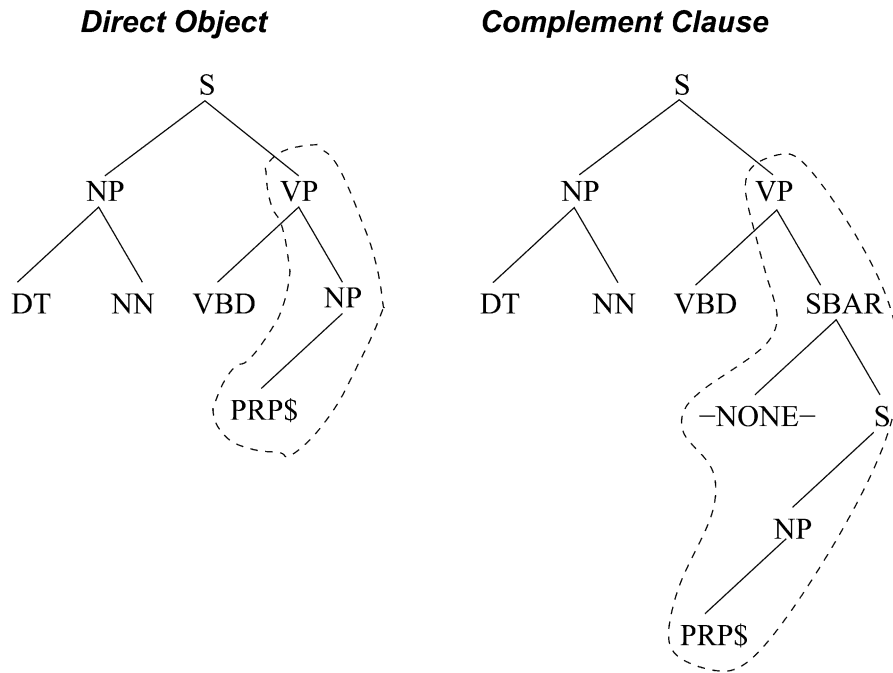 Direct Object
Complement Clause
S
S
NP
VP
NP
VP
DT
NN
VBD
NP
DT
NN
VBD
SBAR
PRP$
–NONE–
S
NP
PRP$